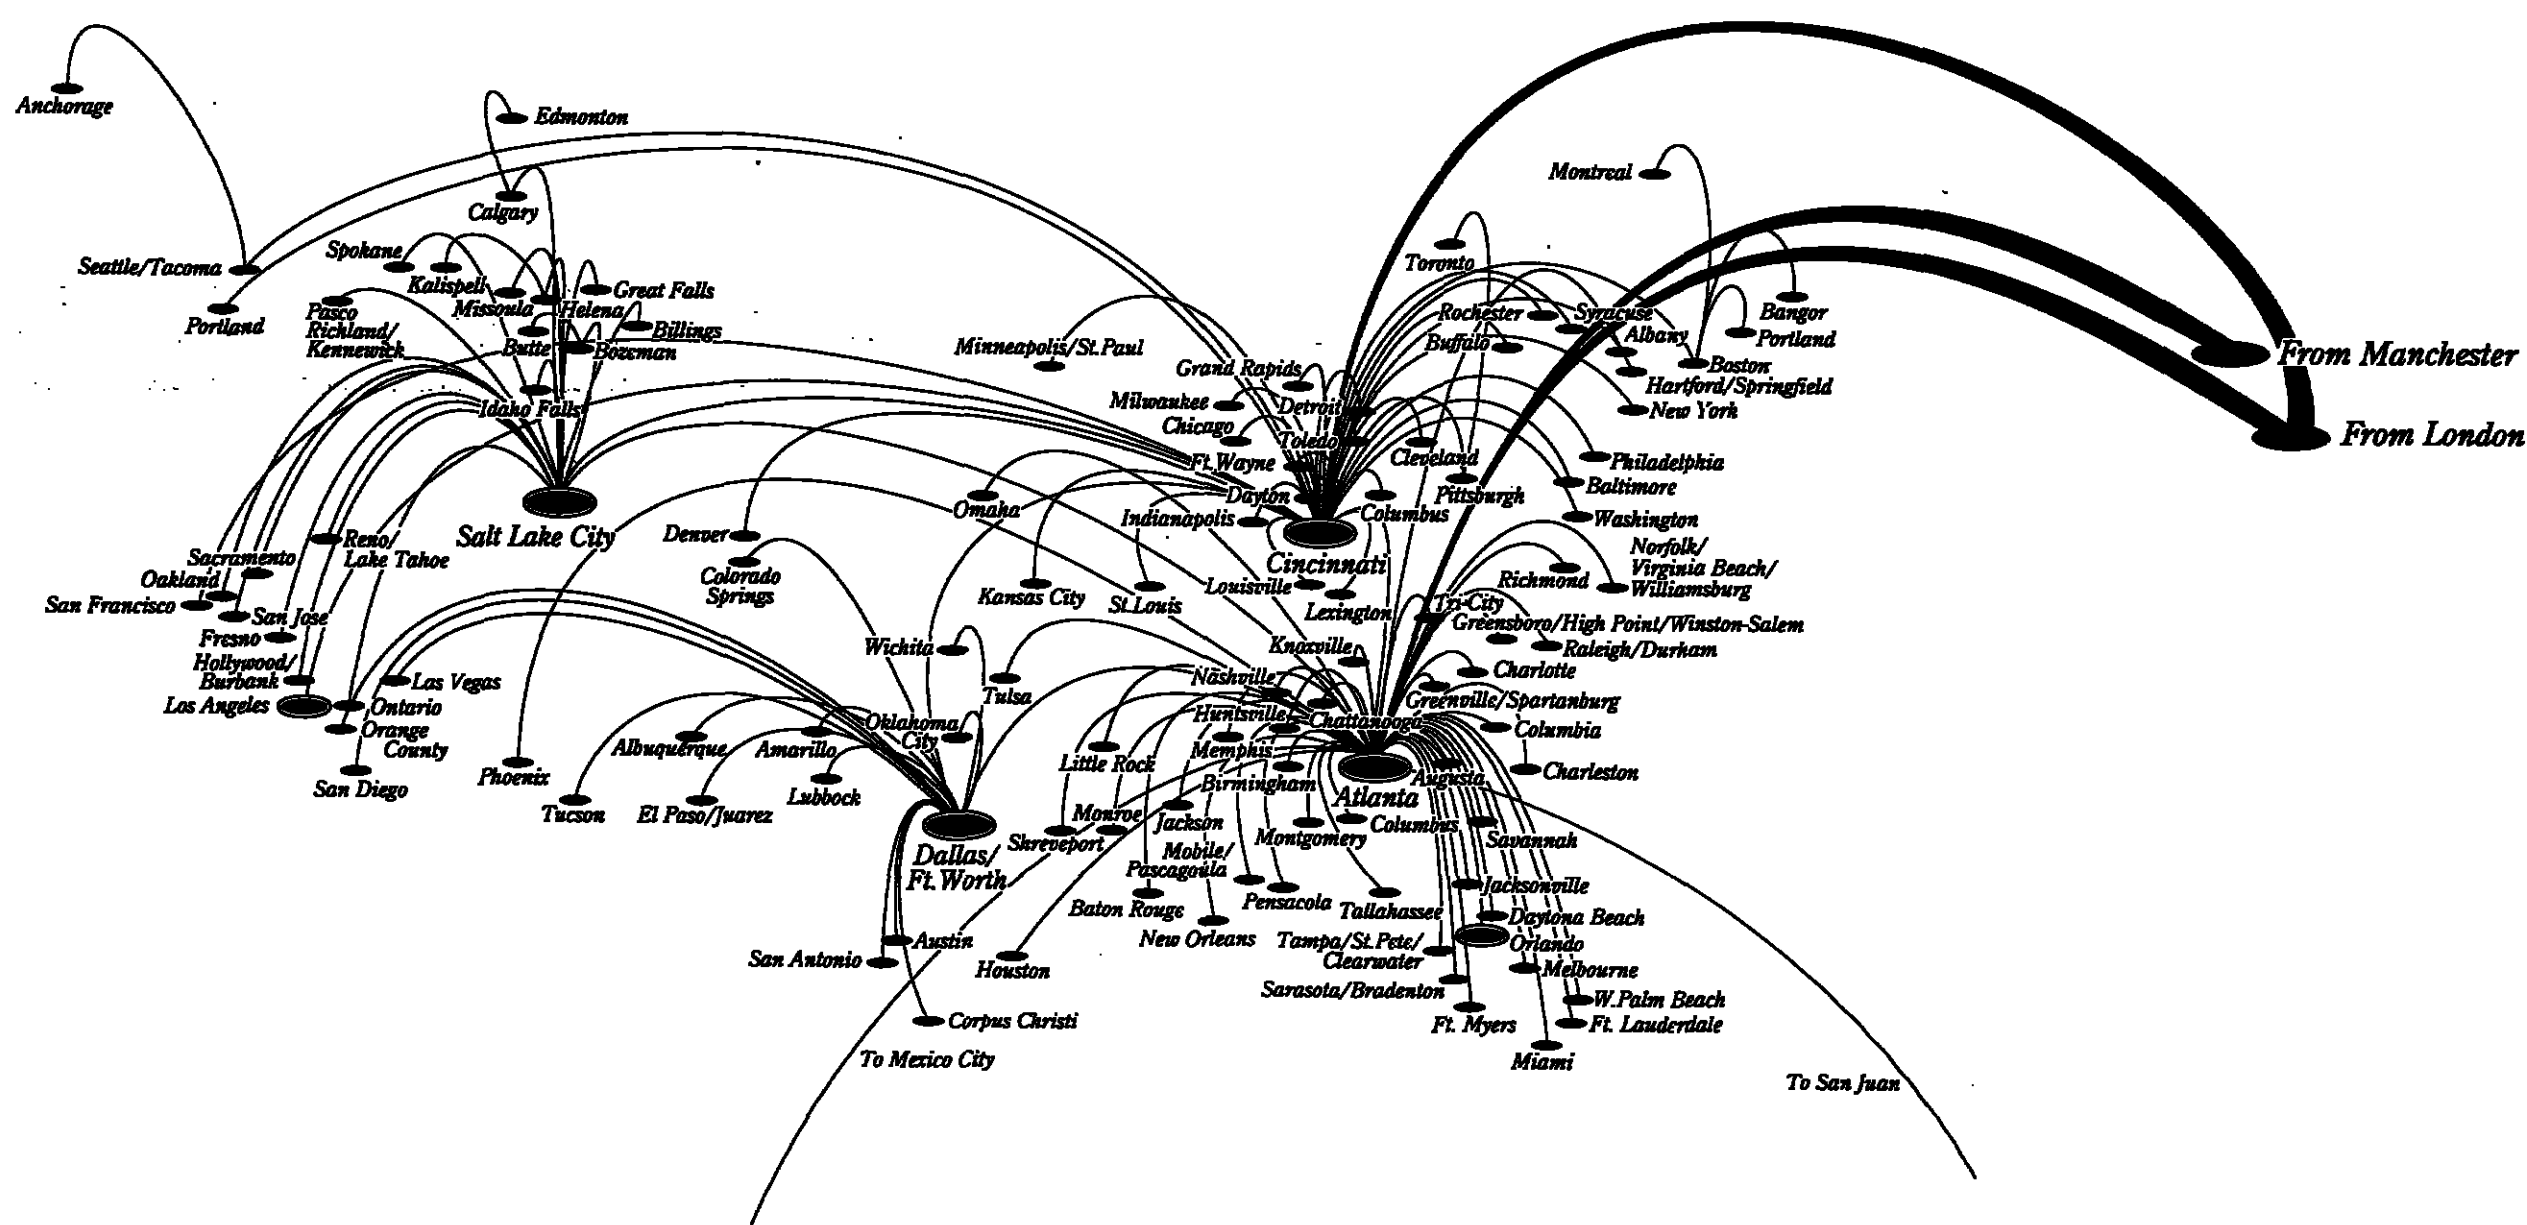 Anchorage
Edmonton
Calgary
Montreal
Toronto
Spokane
Seattle/Tacoma
Kalispell
Great Falls
Missoula
Helena
Portland
Pasco
Richland/
Kennewick
Billings
Butte
Bozeman
Idaho Falls
Minneapolis/St.Paul
Grand Rapids
Milwaukee
Detroit
Chicago
Toledo
Ft.Wayne
Cleveland
Rochester
Syracuse
Buffalo
Albany
Bangor
Portland
Boston
Hartford/Springfield
New York
From Manchester
From London
Philadelphia
Pittsburgh
Baltimore
Washington
Dayton
Columbus
Indianapolis
Cincinnati
Omaha
Salt Lake City
Denver
Reno/
Lake Tahoe
Sacramento
Oakland
San Francisco
San Jose
Fresno
Hollywood/
Burbank
Los Angeles
Las Vegas
Ontario
Orange
County
San Diego
Colorado
Springs
Kansas City
St.Louis
Louisville
Lexington
Norfolk/
Virginia Beach/
Williamsburg
Richmond
Tri-City
Greensboro/High Point/Winston-Salem
Raleigh/Durham
Knoxville
Charlotte
Nashville
Greenville/Spartanburg
Wichita
Tulsa
Huntsville
Chattanooga
Columbia
Oklahoma
City
Albuquerque
Amarillo
Memphis
Little Rock
Phoenix
Birmingham
Augusta
Charleston
Lubbock
Atlanta
Tucson
El Paso/Juarez
Monroe
Jackson
Columbus
Shreveport
Montgomery
Savannah
Dallas/
Ft.Worth
Mobile/
Pascagoula
Jacksonville
Baton Rouge
Pensacola
Tallahassee
Daytona Beach
New Orleans
Tampa/St.Pete/
Clearwater
Orlando
Austin
San Antonio
Houston
Melbourne
Sarasota/Bradenton
W.Palm Beach
Corpus Christi
Ft. Myers
Ft. Lauderdale
To Mexico City
Miami
To San Juan